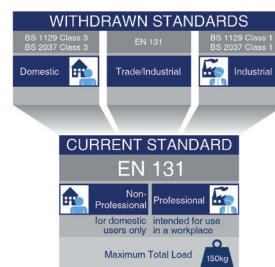 WITHDRAWN STANDARDS
BS 1129 Class 3
BS 2037 Class 3
EN 131
BS 1129 Class 1
BS 2037 Class 1
Domestic
Trade/Industrial
Industrial
CURRENT STANDARD
EN 131
Non-
Professional
Professional
for domestic
users only
intended for use
in a workplace
Maximum Total Load
150kg